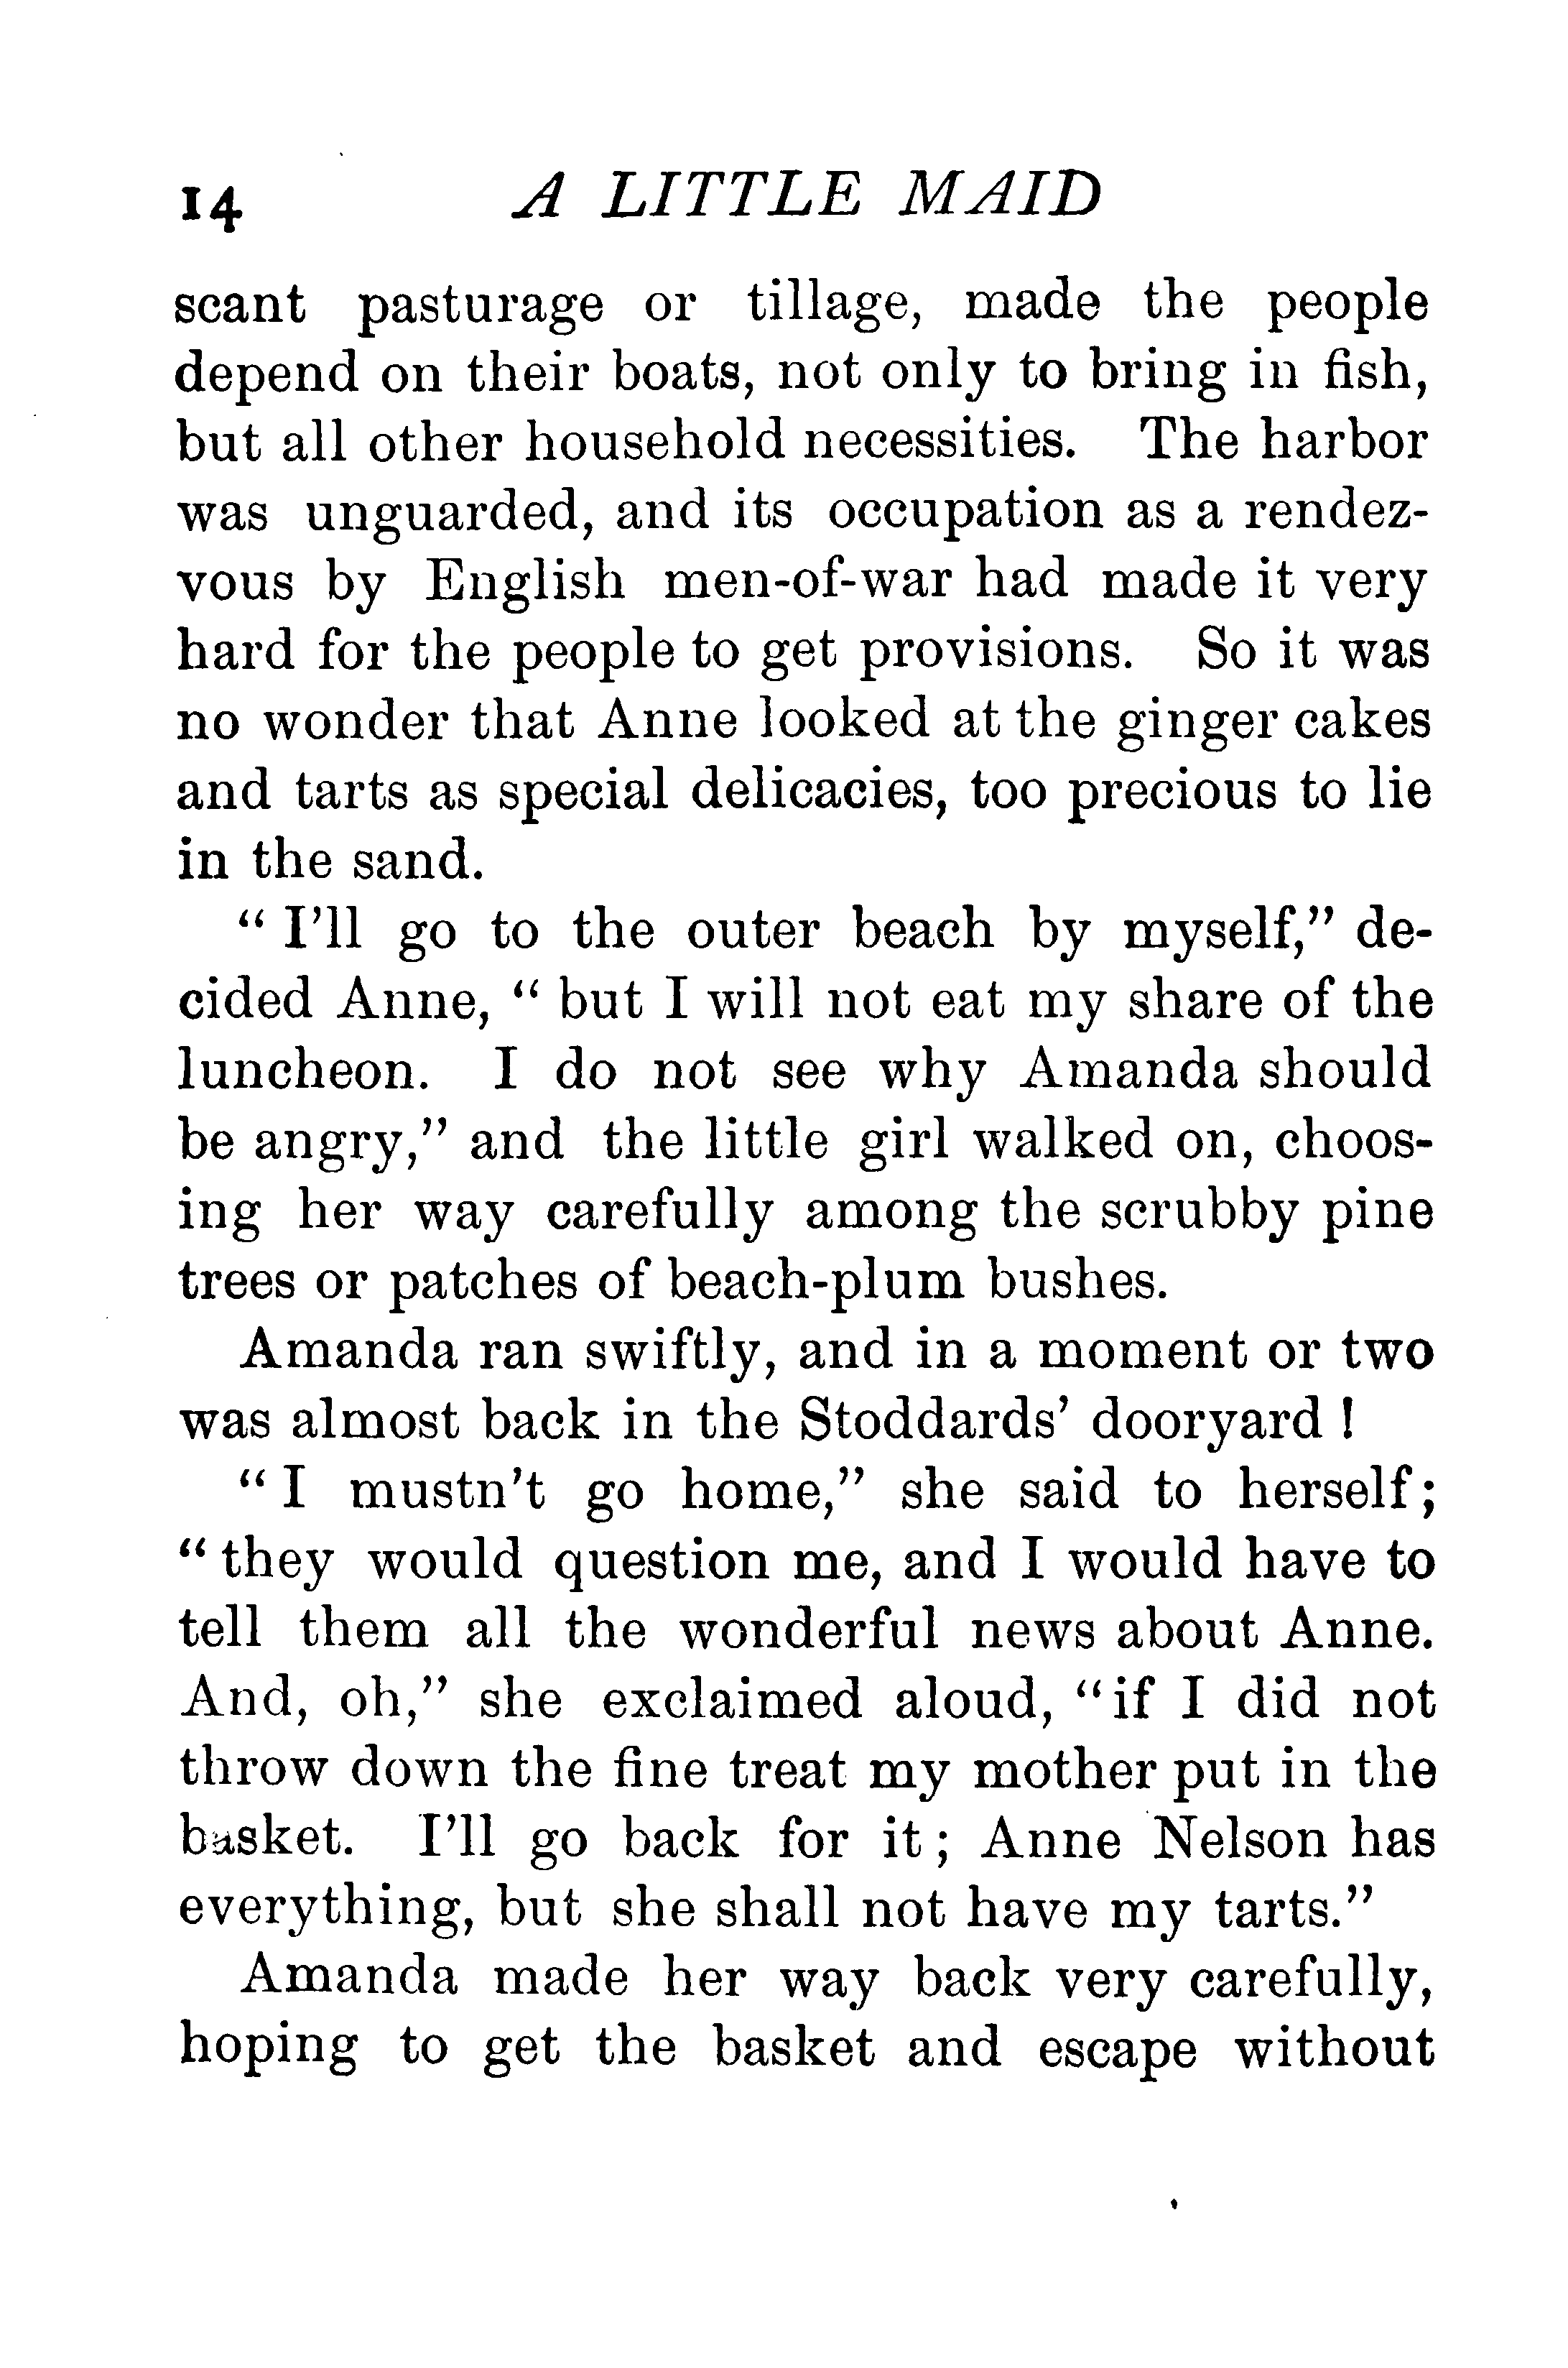 14 A LITTLE MAID
scant pasturage or tillage, made the people
depend on their boats, not only to bring in fish,
but all other household necessities. The harbor
was unguarded, and its occupation as a rendez-
vous by English men-of-war had made it very
hard for the people to get provisions. So it was
no wonder that Anne looked at the ginger cakes
and tarts as special delicacies, too precious to lie
in the sand.
“ I’ll go to the outer beach by myself,” de-
cided Anne, “ but I will not eat my share of the
luncheon. I do not see why Amanda should
be angry,” and the little girl walked on, choos-
ing her way carefully among the scrubby pine
trees or patches of beach-plum bushes.
Amanda ran swiftly, and in a moment or two
was almost back in the Stoddards’ dooryard !
“ I mustn’t go home,” she said to herself;
“ they would question me, and I would have to
tell them all the wonderful news about Anne.
And, oh,” she exclaimed aloud, “if I did not
throw down the fine treat my mother put in the
basket. I’ll go back for it ; Anne Nelson has
everything, but she shall not have my tarts.”
Amanda made her way back very carefully,
hoping to get the basket and escape without